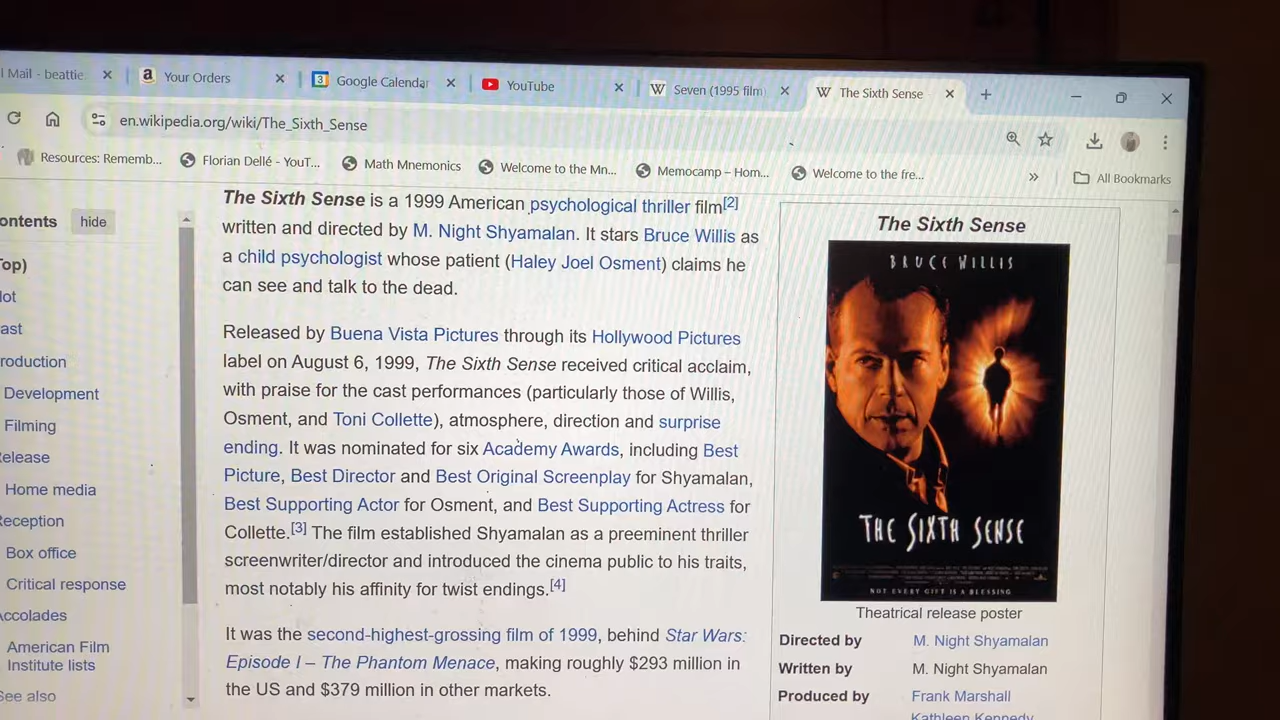 l Mail - beattie
Your Orders
3
Google Calendar
YouTube
W Seven (1995 film)
W The Sixth Sense
en.wikipedia.org/wiki/The_Sixth_Sense
Resources: Rememb...
Florian Dellé - YouT...
Math Mnemonics
Welcome to the Mn...
Memocamp – Hom...
Welcome to the fre...
»
All Bookmarks
ontents
hide
Top)
lot
ast
roduction
Development
Filming
elease
Home media
eception
Box office
Critical response
Accolades
American Film
Institute lists
See also
The Sixth Sense is a 1999 American psychological thriller film[2]
written and directed by M. Night Shyamalan. It stars Bruce Willis as
a child psychologist whose patient (Haley Joel Osment) claims he
can see and talk to the dead.
Released by Buena Vista Pictures through its Hollywood Pictures
label on August 6, 1999, The Sixth Sense received critical acclaim,
with praise for the cast performances (particularly those of Willis,
Osment, and Toni Collette), atmosphere, direction and surprise
ending. It was nominated for six Academy Awards, including Best
Picture, Best Director and Best Original Screenplay for Shyamalan,
Best Supporting Actor for Osment, and Best Supporting Actress for
Collette.[3] The film established Shyamalan as a preeminent thriller
screenwriter/director and introduced the cinema public to his traits,
most notably his affinity for twist endings.[4]
It was the second-highest-grossing film of 1999, behind Star Wars:
Episode I – The Phantom Menace, making roughly $293 million in
the US and $379 million in other markets.
The Sixth Sense
BRUCE WILLIS
THE SIXTH SENSE
NOT EVERY GIFT IS A BLESSING
Theatrical release poster
Directed by M. Night Shyamalan
Written by M. Night Shyamalan
Produced by Frank Marshall
Kathleen Kennedy